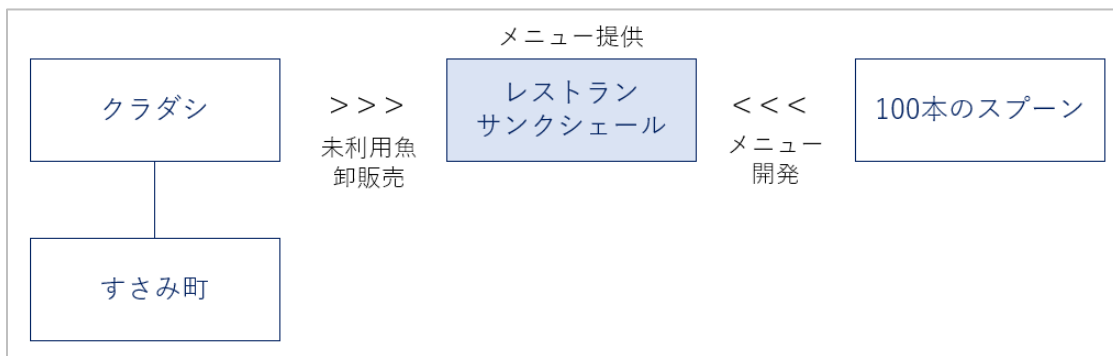 メニュー提供
クラダシ
>>>
未利用魚
卸販売
レストラン
サンクシェール
<<<
メニュー
開発
100本のスプーン
すさみ町